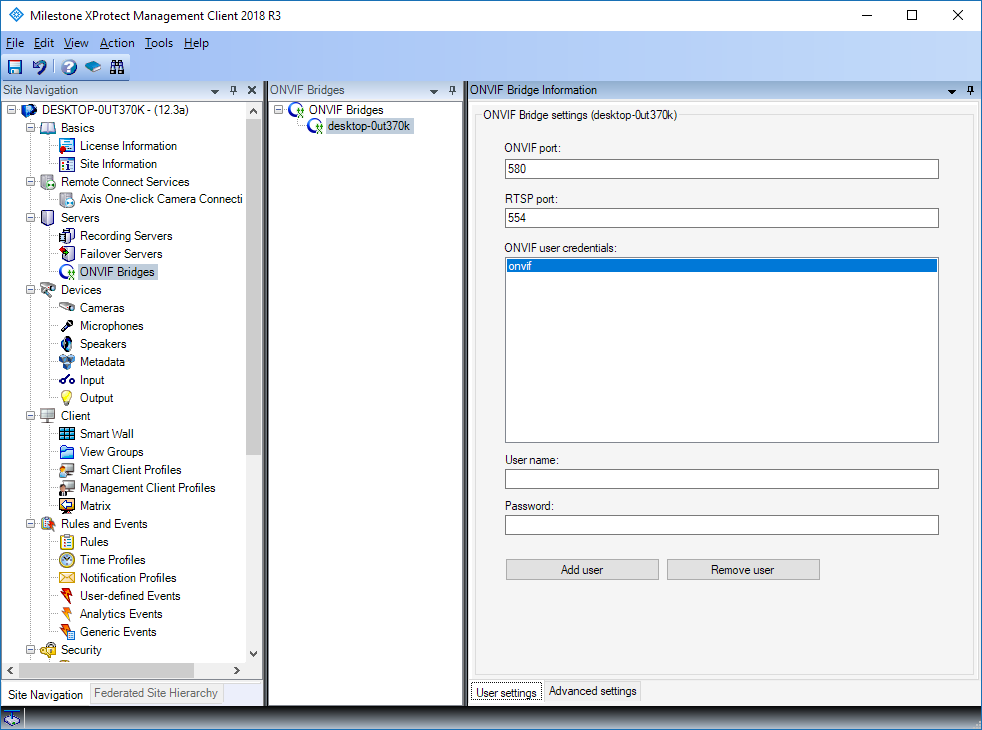 Milestone XProtect Management Client 2018 R3
File Edit View Action Tools Help
Site Navigation
DESKTOP-0UT370K - (12.3a)
Basics
License Information
Site Information
Remote Connect Services
Axis One-click Camera Connecti
Servers
Recording Servers
Failover Servers
ONVIF Bridges
Devices
Cameras
Microphones
Speakers
Metadata
Input
Output
Client
Smart Wall
View Groups
Smart Client Profiles
Management Client Profiles
Matrix
Rules and Events
Rules
Time Profiles
Notification Profiles
User-defined Events
Analytics Events
Generic Events
Security
Site Navigation Federated Site Hierarchy
ONVIF Bridges
ONVIF Bridges
desktop-0ut370k
ONVIF Bridge Information
ONVIF Bridge settings (desktop-0ut370k)
ONVIF port:
580
RTSP port:
554
ONVIF user credentials:
onvif
User name:
Password:
Add user Remove user
User settings Advanced settings